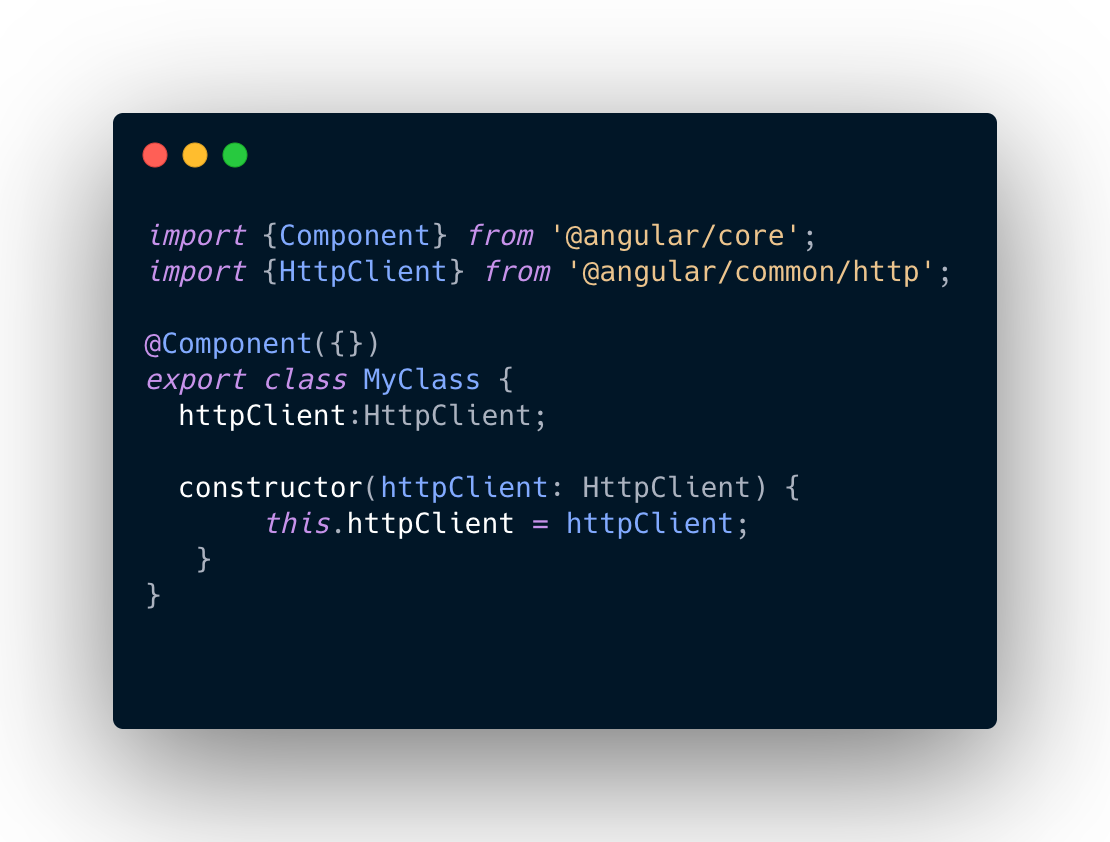 import {Component} from '@angular/core';
import {HttpClient} from '@angular/common/http';

@Component({})
export class MyClass {
  httpClient:HttpClient;

  constructor(httpClient: HttpClient) {
       this.httpClient = httpClient;
   }
}